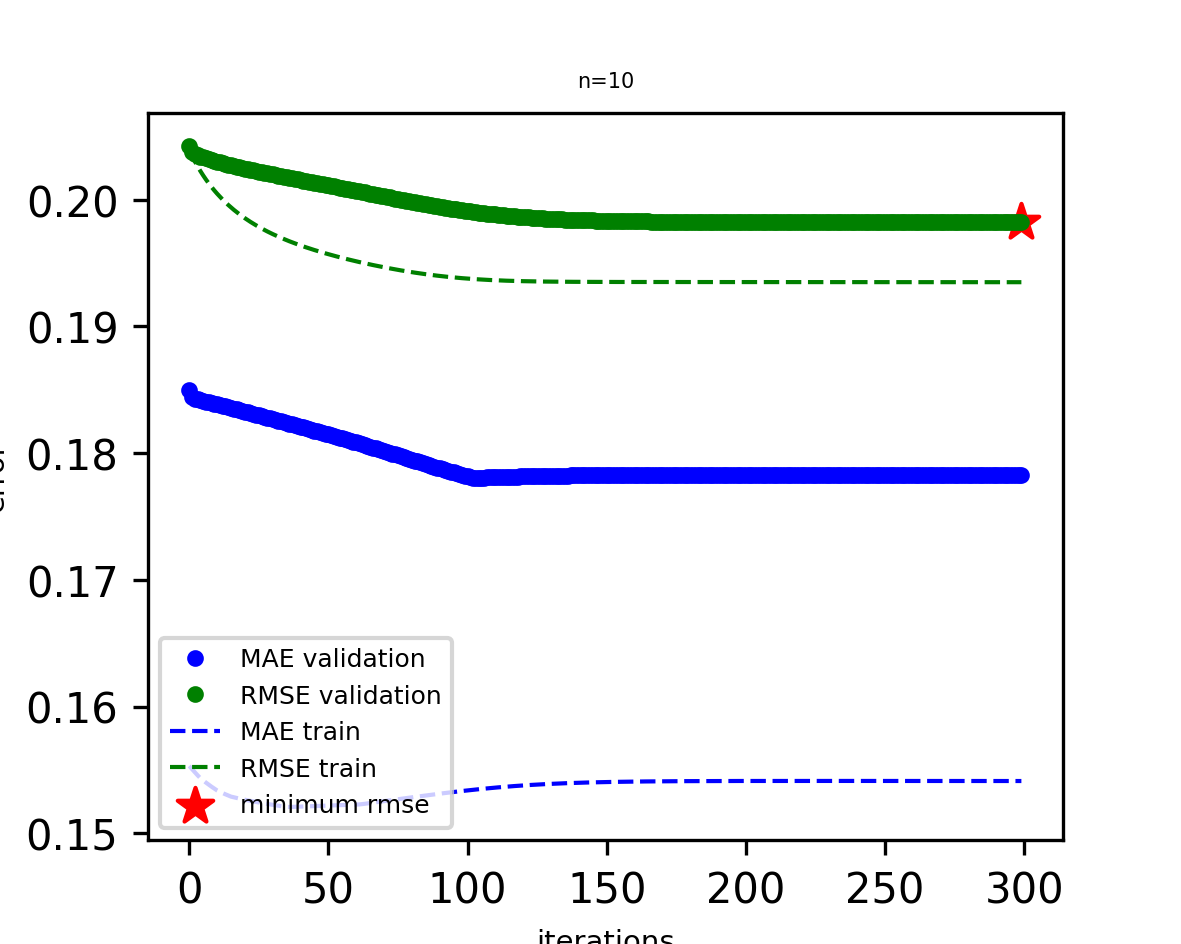 n=10
0.20
0.19
0.18
0.17
0.16
0.15
MAE validation
RMSE validation
MAE train
RMSE train
minimum rmse
0 50 100 150 200 250 300
iterations